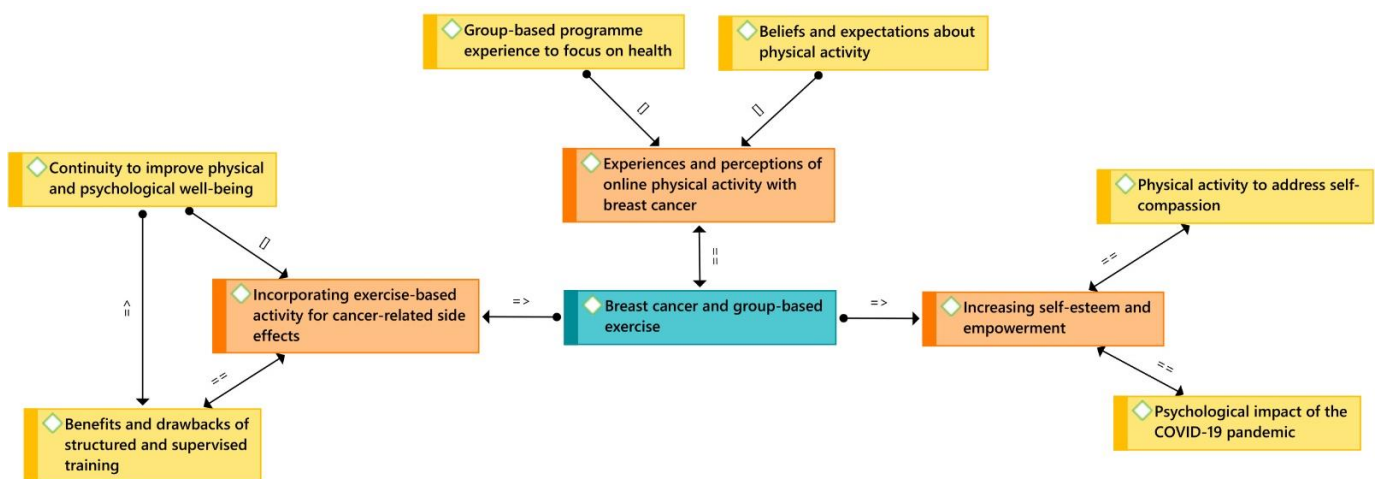 Group-based programme
experience to focus on health
Beliefs and expectations about
physical activity
Continuity to improve physical
and psychological well-being
Experiences and perceptions of
online physical activity with
breast cancer
Physical activity to address self-
compassion
=>
==
==
Incorporating exercise-based
activity for cancer-related side
effects
=>
Breast cancer and group-based
exercise
=>
Increasing self-esteem and
empowerment
==
==
Benefits and drawbacks of
structured and supervised
training
Psychological impact of the
COVID-19 pandemic